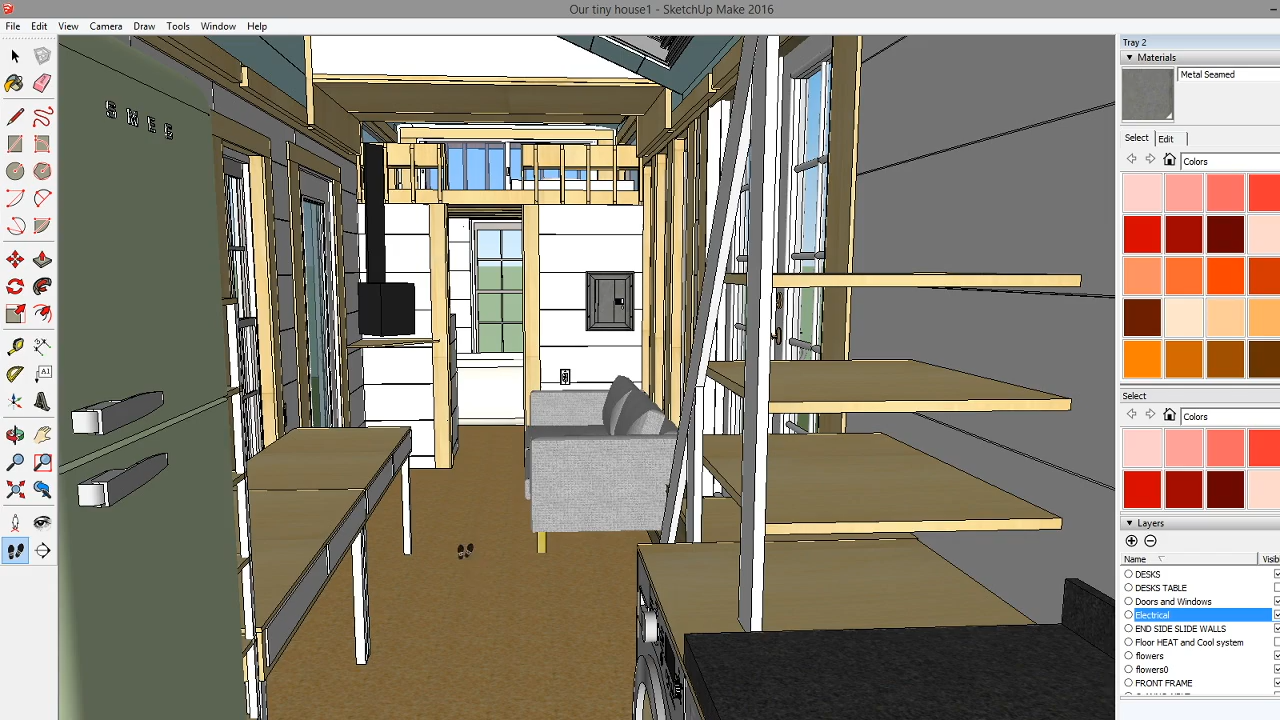 Our tiny house1 - SketchUp Make 2016
File Edit View Camera Draw Tools Window Help
Tray 2
Materials
Metal Seamed
Select Edit
Colors
Select
Colors
Layers
Name Visibl
DESKS
DESKS TABLE
Doors and Windows
Electrical
END SIDE SLIDE WALLS
Floor HEAT and Cool system
flowers
flowers0
FRONT FRAME
SMEG
A1